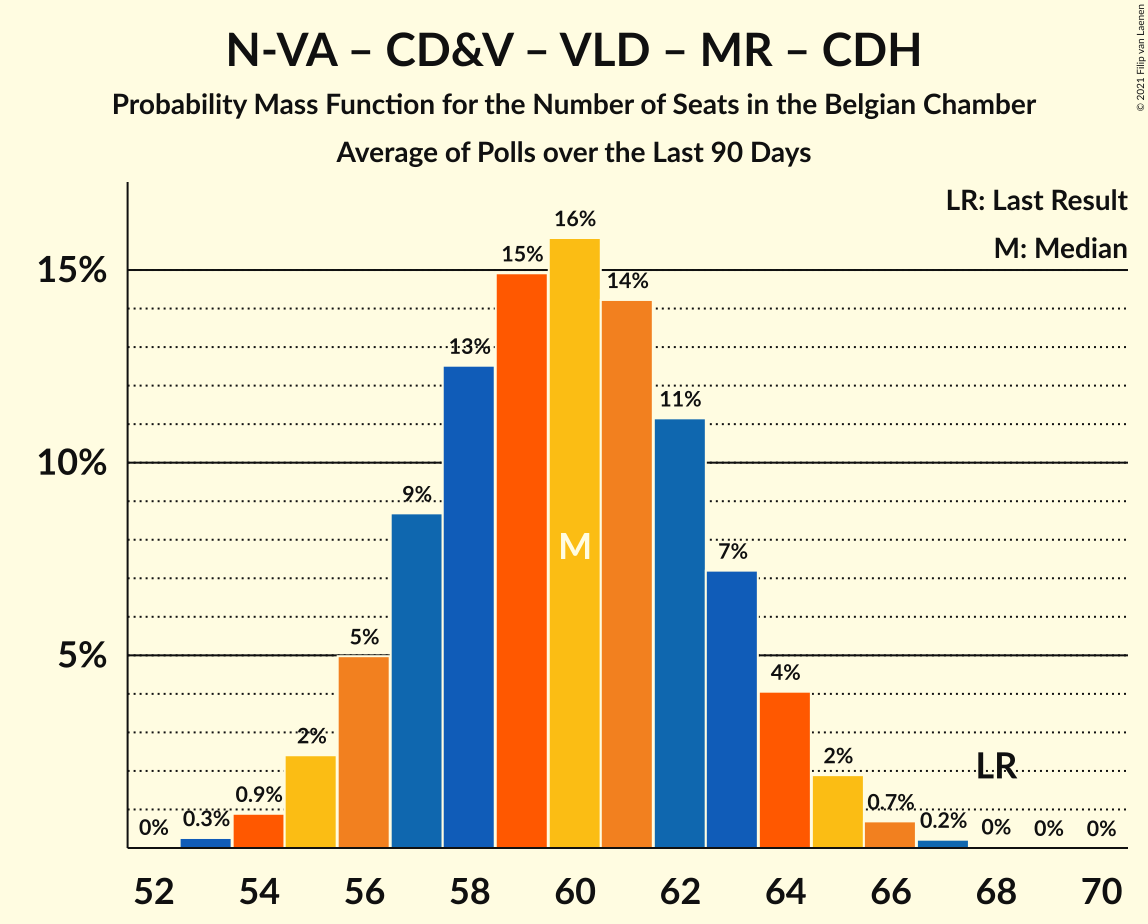 N-VA – CD&V – VLD – MR – CDH
Probability Mass Function for the Number of Seats in the Belgian Chamber
Average of Polls over the Last 90 Days
© 2021 Filip van Laenen
LR: Last Result
M: Median
15%
10%
5%
0%
0.3%
0.9%
2%
5%
9%
13%
15%
16%
14%
11%
7%
4%
2%
0.7%
0.2%
0%
0%
0%
M
LR
52 54 56 58 60 62 64 66 68 70